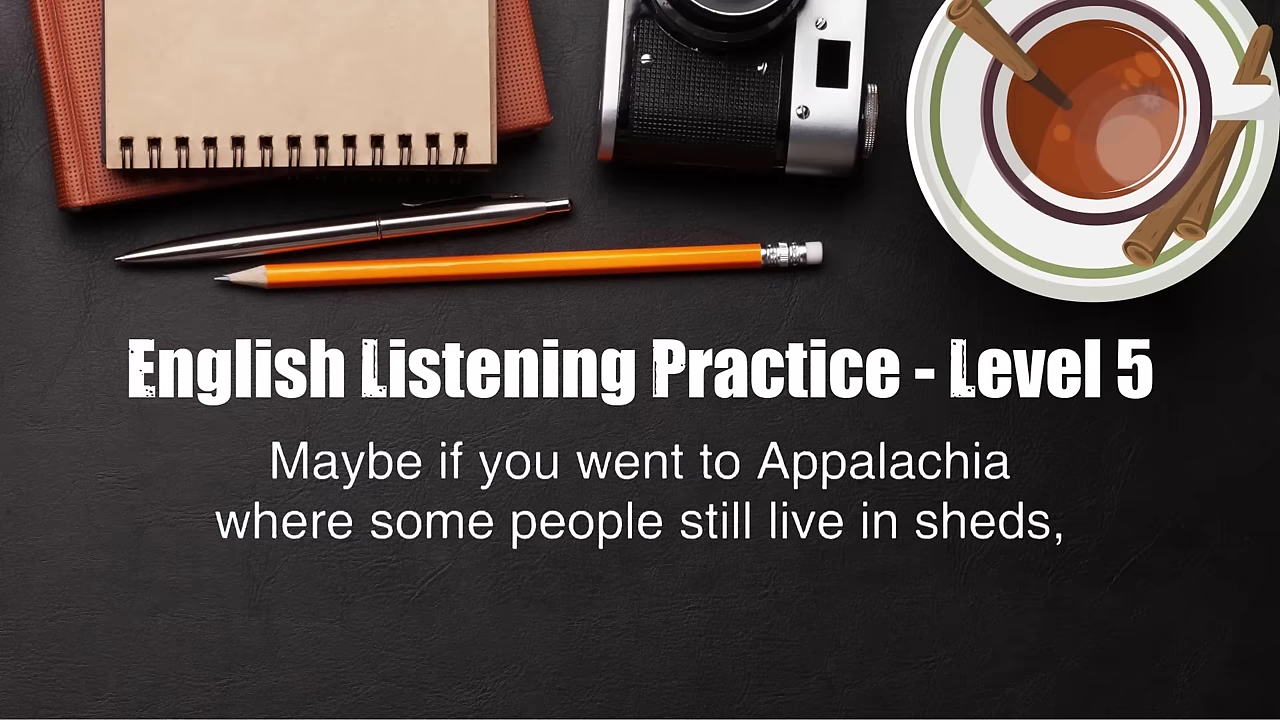 English Listening Practice - Level 5
Maybe if you went to Appalachia
where some people still live in sheds,